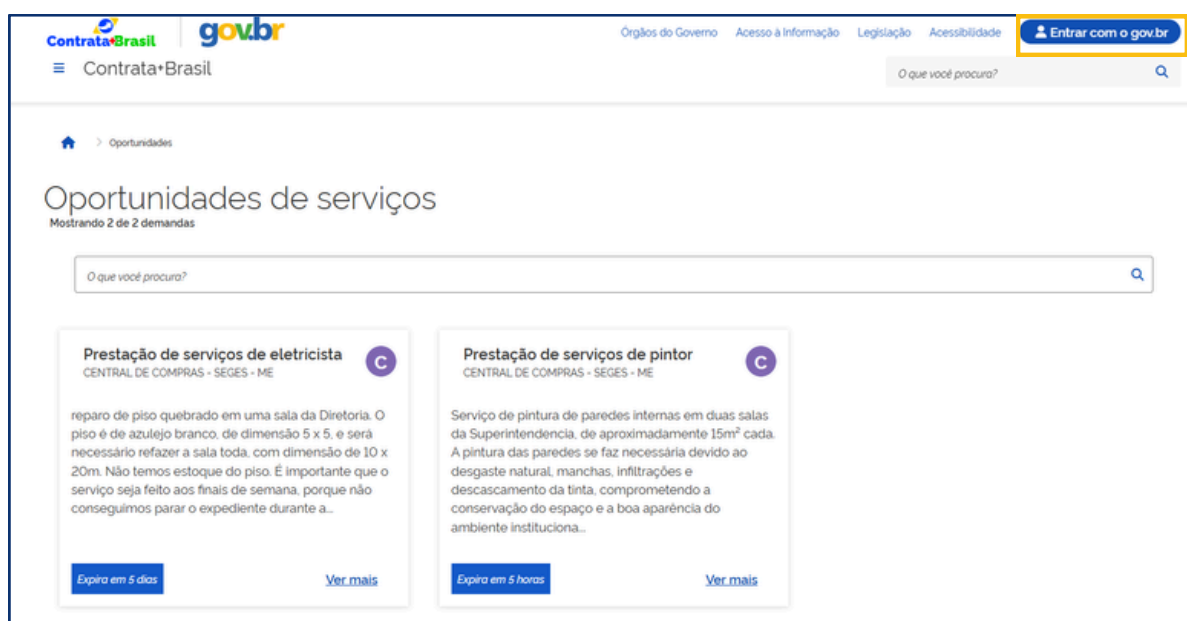 Contrata+Brasil
gov.br
Órgãos do Governo Acesso à Informação Legislação Acessibilidade Entrar com o gov.br
Contrata+Brasil
O que você procura?
Oportunidades
Oportunidades de serviços
Mostrando 2 de 2 demandas
O que você procura?
Prestação de serviços de eletricista
CENTRAL DE COMPRAS - SEGES - ME
C
reparo de piso quebrado em uma sala da Diretoria. O
piso é de azulejo branco, de dimensão 5 x 5, e será
necessário refazer a sala toda, com dimensão de 10 x
20m. Não temos estoque do piso. É importante que o
serviço seja feito aos finais de semana, porque não
conseguimos parar o expediente durante a...
Expira em 5 dias
Ver mais
Prestação de serviços de pintor
CENTRAL DE COMPRAS - SEGES - ME
C
Serviço de pintura de paredes internas em duas salas
da Superintendencia, de aproximadamente 15m² cada.
A pintura das paredes se faz necessária devido ao
desgaste natural, manchas, infiltrações e
descascamento da tinta, comprometendo a
conservação do espaço e a boa aparência do
ambiente instituciona...
Expira em 5 horas
Ver mais